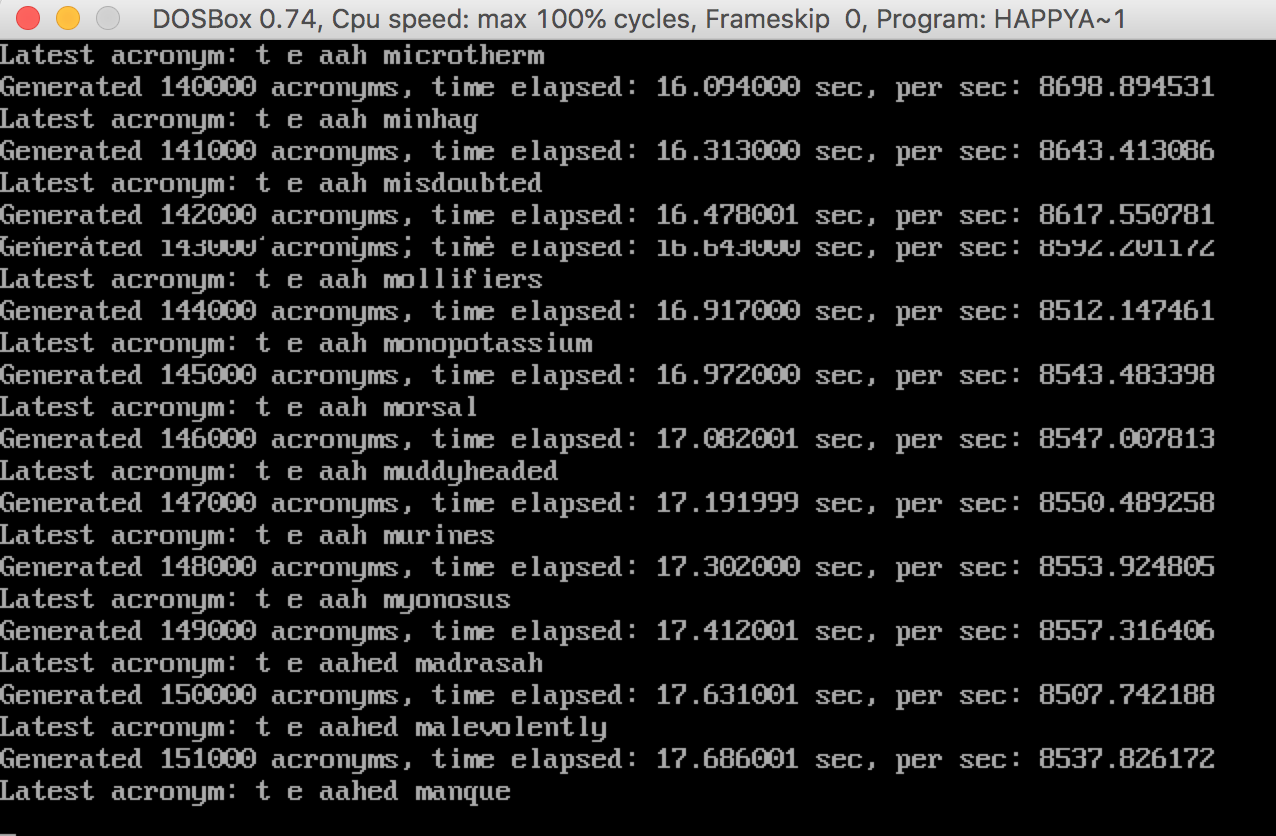 DOSBox 0.74, Cpu speed: max 100% cycles, Frameskip  0, Program: HAPPYA~1
Latest acronym: t e aah microtherm
Generated 140000 acronyms, time elapsed: 16.094000 sec, per sec: 8698.894531
Latest acronym: t e aah minhag
Generated 141000 acronyms, time elapsed: 16.313000 sec, per sec: 8643.413086
Latest acronym: t e aah misdoubted
Generated 142000 acronyms, time elapsed: 16.478001 sec, per sec: 8617.550781
Generated 143000 acronyms, time elapsed: 16.643000 sec, per sec: 8592.201172
Latest acronym: t e aah mollifiers
Generated 144000 acronyms, time elapsed: 16.917000 sec, per sec: 8512.147461
Latest acronym: t e aah monopotassium
Generated 145000 acronyms, time elapsed: 16.972000 sec, per sec: 8543.483398
Latest acronym: t e aah morsal
Generated 146000 acronyms, time elapsed: 17.082001 sec, per sec: 8547.007813
Latest acronym: t e aah muddyheaded
Generated 147000 acronyms, time elapsed: 17.191999 sec, per sec: 8550.489258
Latest acronym: t e aah murines
Generated 148000 acronyms, time elapsed: 17.302000 sec, per sec: 8553.924805
Latest acronym: t e aah myonosus
Generated 149000 acronyms, time elapsed: 17.412001 sec, per sec: 8557.316406
Latest acronym: t e aahed madrasah
Generated 150000 acronyms, time elapsed: 17.631001 sec, per sec: 8507.742188
Latest acronym: t e aahed malevolently
Generated 151000 acronyms, time elapsed: 17.686001 sec, per sec: 8537.826172
Latest acronym: t e aahed manque